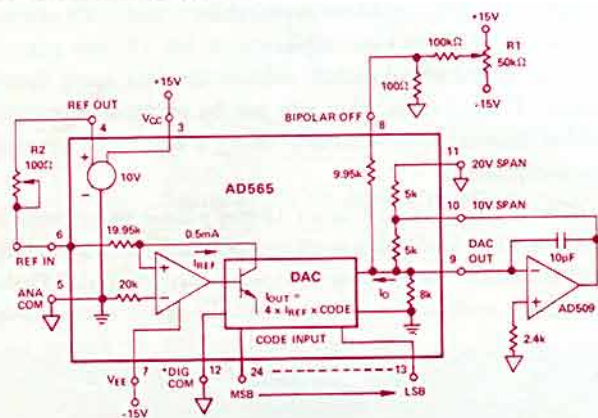 +15V
100kΩ
R1
50kΩ
100Ω
-15V
+15V
REF OUT
4
VCC
3
BIPOLAR OFF
8
R2
100Ω
+
10V
-
AD565
9.95k
11
20V SPAN
5k
10
10V SPAN
5k
6
REF IN
19.95k
0.5mA
IREF
+
-
DAC
IOUT =
4 × IREF × CODE
IO
8k
9
DAC
OUT
10pF
-
+
AD509
2.4k
ANA
COM
5
20k
CODE INPUT
VEE
7
-15V
*DIG
COM
12
24
MSB
13
LSB